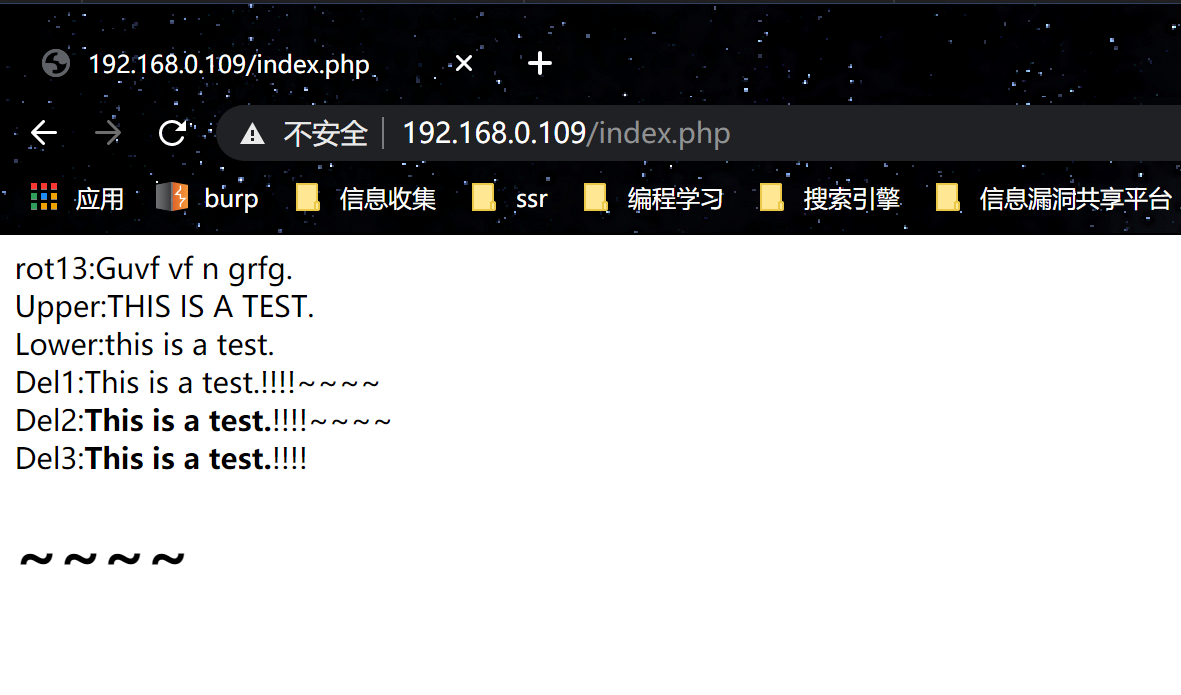 192.168.0.109/index.php
不安全 192.168.0.109/index.php
应用 burp 信息收集 ssr 编程学习 搜索引擎 信息漏洞共享平台
rot13:Guvf vf n grfg.
Upper:THIS IS A TEST.
Lower:this is a test.
Del1:This is a test.!!!!~~~~
Del2:This is a test.!!!!~~~~
Del3:This is a test.!!!!
~~~~